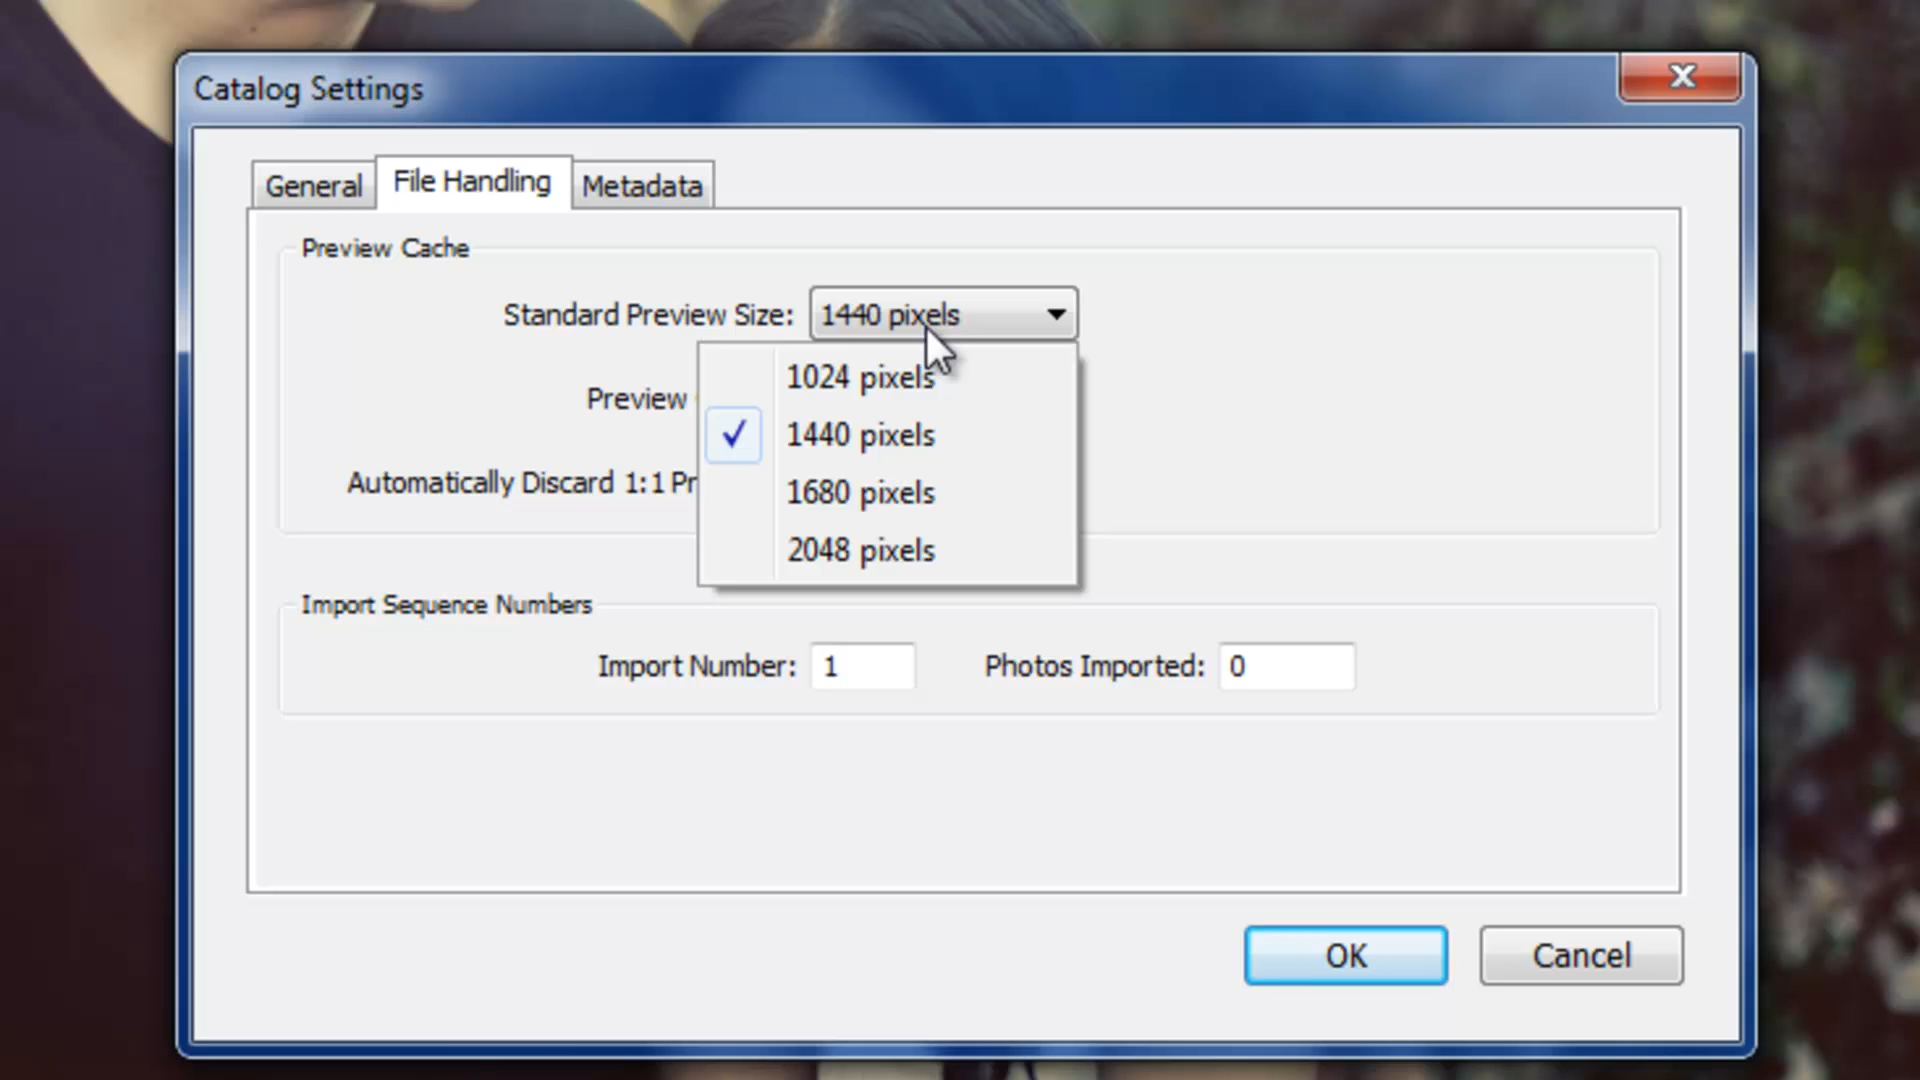 Catalog Settings
General File Handling Metadata
Preview Cache
Standard Preview Size: 1440 pixels
1024 pixels
Preview
1440 pixels
Automatically Discard 1:1 Pr
1680 pixels
2048 pixels
Import Sequence Numbers
Import Number: 1 Photos Imported: 0
OK Cancel